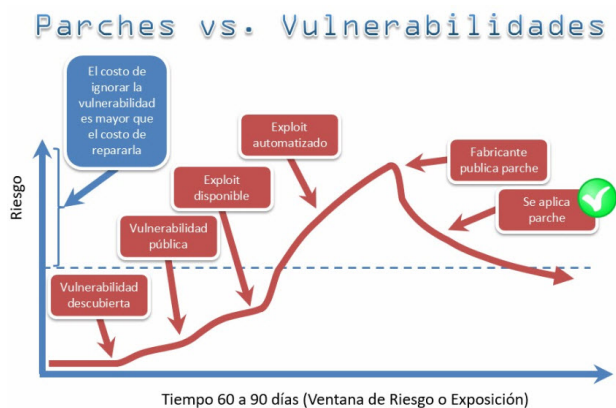 Parches vs. Vulnerabilidades
El costo de
ignorar la
vulnerabilidad
es mayor que
el costo de
repararla
Riesgo
Vulnerabilidad
descubierta
Vulnerabilidad
pública
Exploit
disponible
Exploit
automatizado
Fabricante
publica parche
Se aplica
parche
Tiempo 60 a 90 días (Ventana de Riesgo o Exposición)